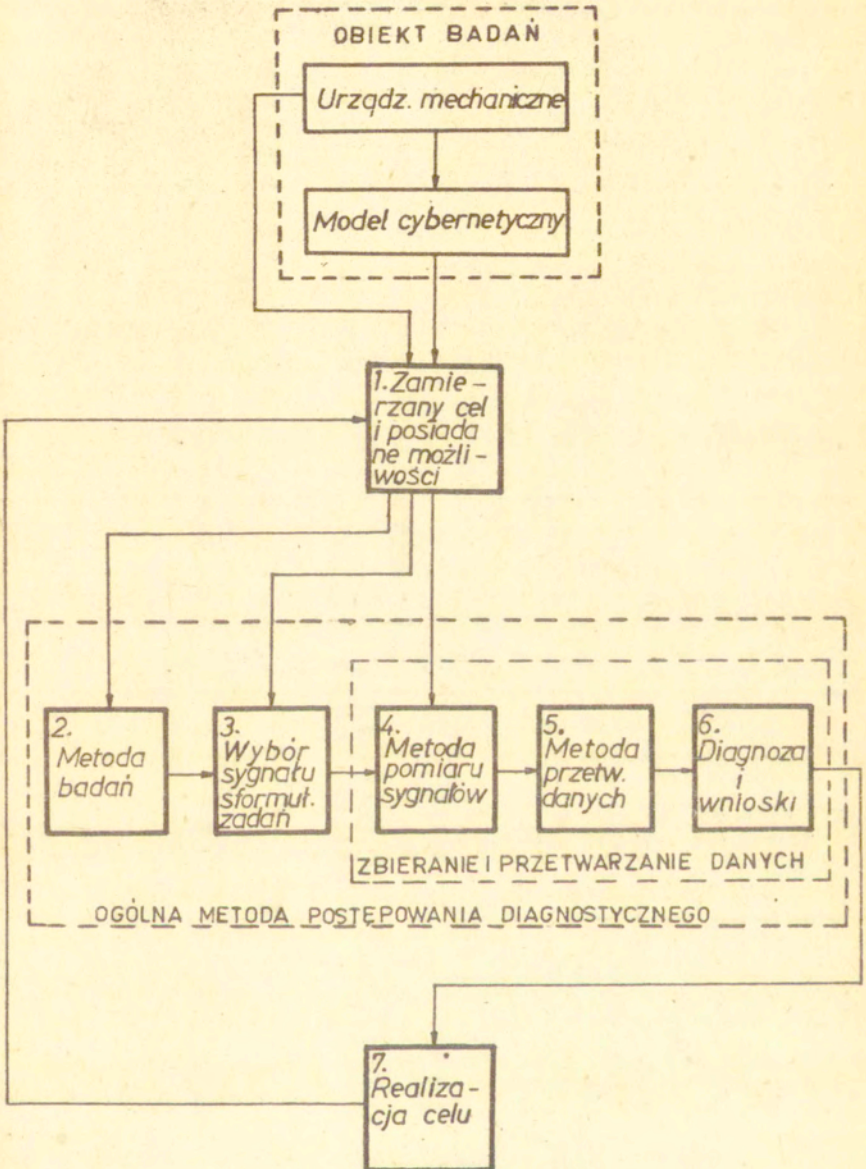 OBIEKT BADAŃ
Urządz. mechaniczne
Model cybernetyczny
1. Zamie-
rzany cel
i posiada
ne możli-
wości
2.
Metoda
badań
3.
Wybór
sygnału
sformuł.
zadań
4.
Metoda
pomiaru
sygnałów
5.
Metoda
przetw.
danych
6.
Diagnoza
i
wnioski
ZBIERANIE I PRZETWARZANIE DANYCH
OGÓLNA METODA POSTĘPOWANIA DIAGNOSTYCZNEGO
7.
Realiza-
cja celu